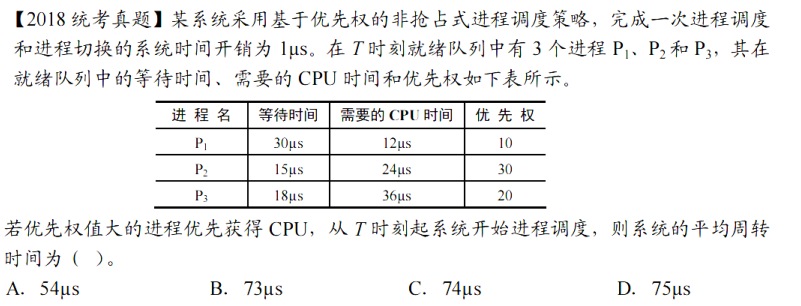 【2018 统考真题】某系统采用基于优先权的非抢占式进程调度策略，完成一次进程调度
和进程切换的系统时间开销为 1μs。在 T 时刻就绪队列中有 3 个进程 P₁、P₂ 和 P₃，其在
就绪队列中的等待时间、需要的 CPU 时间和优先权如下表所示。
进 程 名 等待时间 需要的 CPU 时间 优 先 权
P₁ 30μs 12μs 10
P₂ 15μs 24μs 30
P₃ 18μs 36μs 20
若优先权值大的进程优先获得 CPU，从 T 时刻起系统开始进程调度，则系统的平均周转
时间为（ ）。
A. 54μs B. 73μs C. 74μs D. 75μs